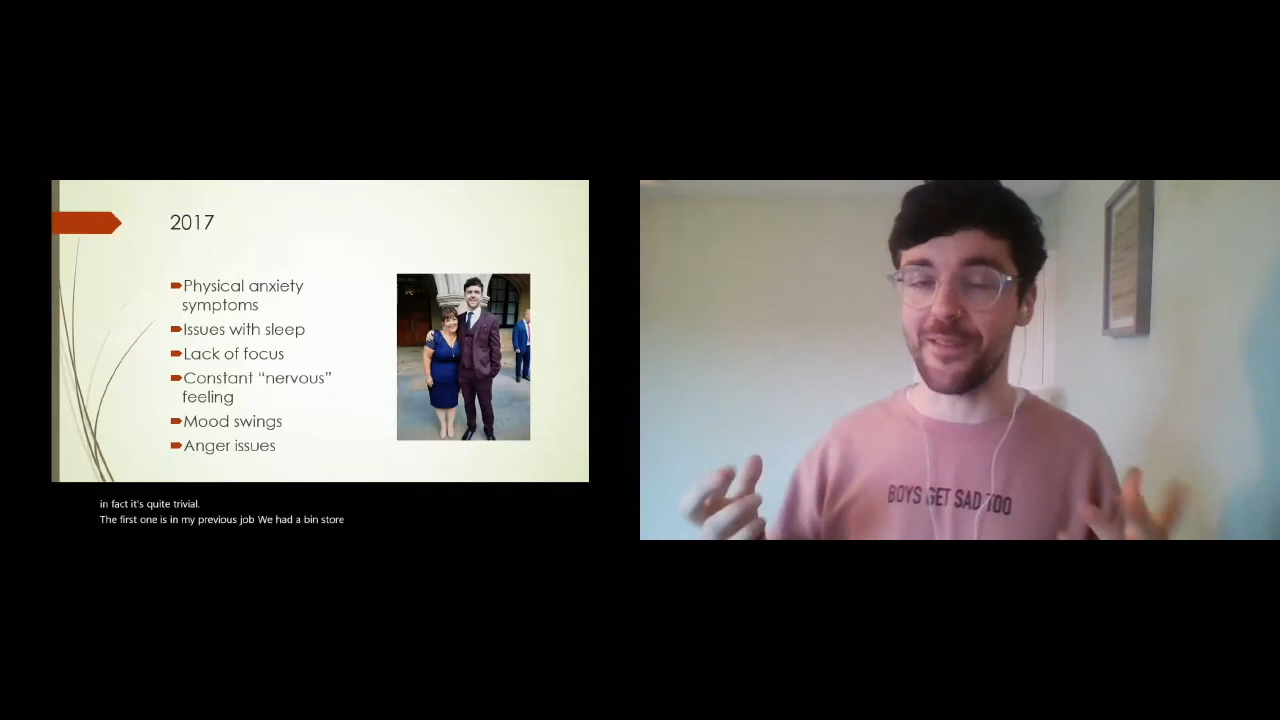 2017
Physical anxiety
symptoms
Issues with sleep
Lack of focus
Constant “nervous”
feeling
Mood swings
Anger issues
in fact it's quite trivial.
The first one is in my previous job We had a bin store
BOYS GET SAD TOO